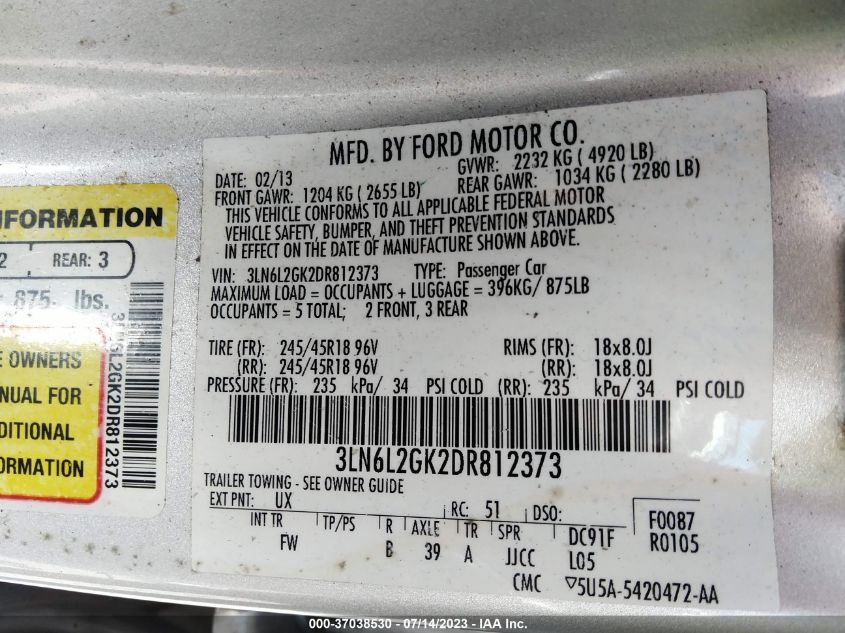 INFORMATION
2 REAR: 3
875 lbs.
OWNERS
MANUAL FOR
ADDITIONAL
INFORMATION
3LN6L2GK2DR812373
MFD. BY FORD MOTOR CO.
DATE: 02/13 GVWR: 2232 KG ( 4920 LB)
FRONT GAWR: 1204 KG ( 2655 LB) REAR GAWR: 1034 KG ( 2280 LB)
THIS VEHICLE CONFORMS TO ALL APPLICABLE FEDERAL MOTOR
VEHICLE SAFETY, BUMPER, AND THEFT PREVENTION STANDARDS
IN EFFECT ON THE DATE OF MANUFACTURE SHOWN ABOVE.
VIN: 3LN6L2GK2DR812373 TYPE: Passenger Car
MAXIMUM LOAD = OCCUPANTS + LUGGAGE = 396KG/ 875LB
OCCUPANTS = 5 TOTAL; 2 FRONT, 3 REAR
TIRE (FR): 245/45R18 96V RIMS (FR): 18x8.0J
(RR): 245/45R18 96V (RR): 18x8.0J
PRESSURE (FR): 235 kPa/ 34 PSI COLD (RR): 235 kPa/ 34 PSI COLD
3LN6L2GK2DR812373
TRAILER TOWING - SEE OWNER GUIDE
EXT PNT: UX RC: 51 DSO: F0087
INT TR TP/PS R AXLE TR SPR DC91F R0105
FW B 39 A JJCC L05
CMC ▽5U5A-5420472-AA
000-37038530 - 07/14/2023 - IAA Inc.